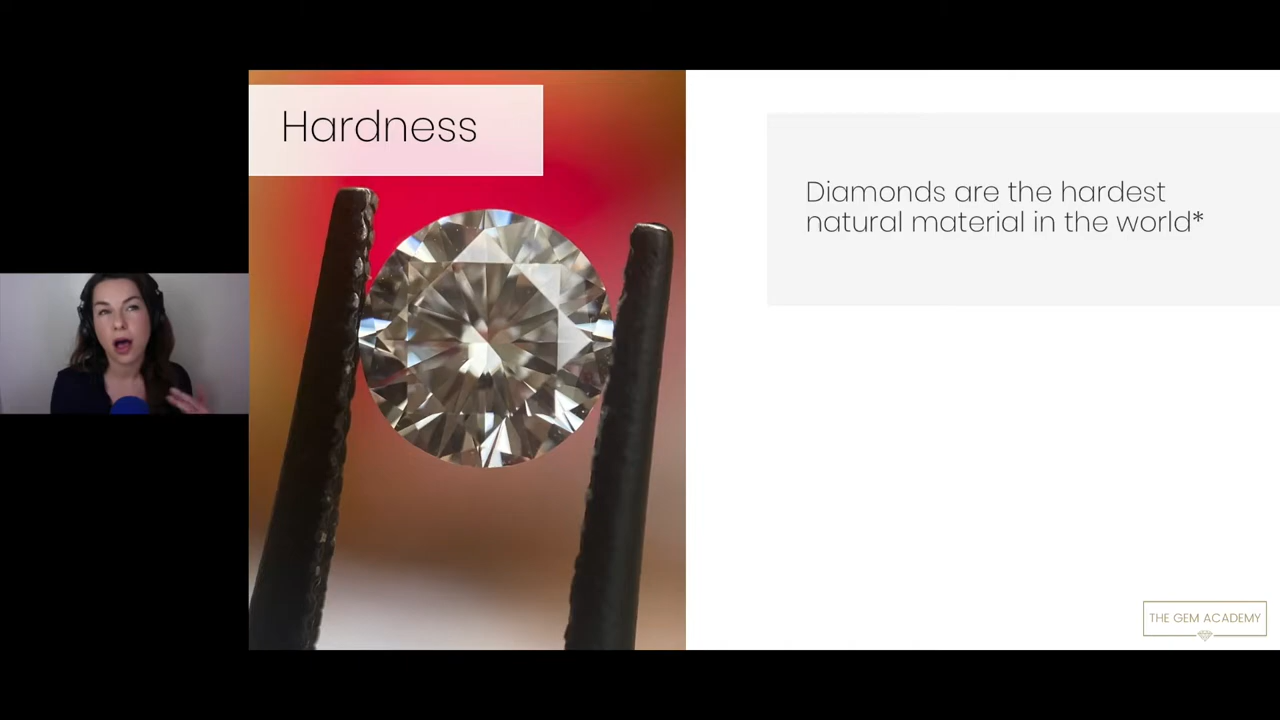 Hardness
Diamonds are the hardest
natural material in the world*
THE GEM ACADEMY